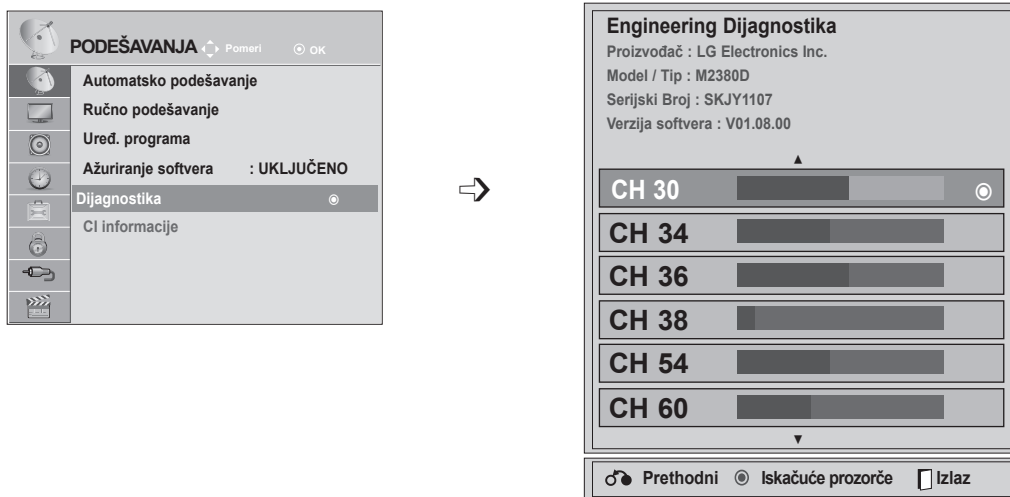 PODEŠAVANJA Pomeri OK
Automatsko podešavanje
Ručno podešavanje
Uređ. programa
Ažuriranje softvera : UKLJUČENO
Dijagnostika
CI informacije
Engineering Dijagnostika
Proizvođač : LG Electronics Inc.
Model / Tip : M2380D
Serijski Broj : SKJY1107
Verzija softvera : V01.08.00
CH 30
CH 34
CH 36
CH 38
CH 54
CH 60
Prethodni Iskačuće prozorče Izlaz